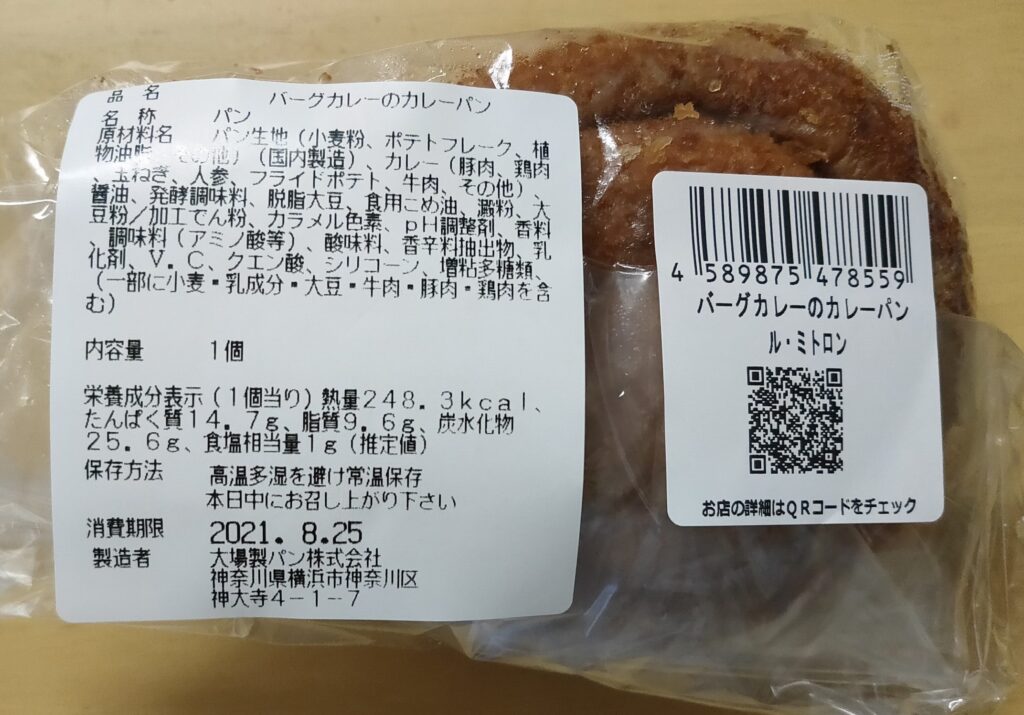 品 名 バーグカレーのカレーパン
名 称 パン
原材料名 パン生地（小麦粉、ポテトフレーク、植
物油脂、その他）（国内製造）、カレー（豚肉、鶏肉
、玉ねぎ、人参、フライドポテト、牛肉、その他）、
醤油、発酵調味料、脱脂大豆、食用こめ油、澱粉、大
豆粉／加工でん粉、カラメル色素、ｐＨ調整剤、香料
、調味料（アミノ酸等）、酸味料、香辛料抽出物、乳
化剤、Ｖ．Ｃ、クエン酸、シリコーン、増粘多糖類、
（一部に小麦・乳成分・大豆・牛肉・豚肉・鶏肉を含
む）
内容量 １個
栄養成分表示（１個当り）熱量２４８．３ｋｃａｌ、
たんぱく質１４．７ｇ、脂質９．６ｇ、炭水化物
２５．６ｇ、食塩相当量１ｇ（推定値）
保存方法 高温多湿を避け常温保存
本日中にお召し上がり下さい
消費期限 2021. 8.25
製造者 大場製パン株式会社
神奈川県横浜市神奈川区
神大寺４－１－７
4 589875 478559
バーグカレーのカレーパン
ル・ミトロン
お店の詳細はＱＲコードをチェック